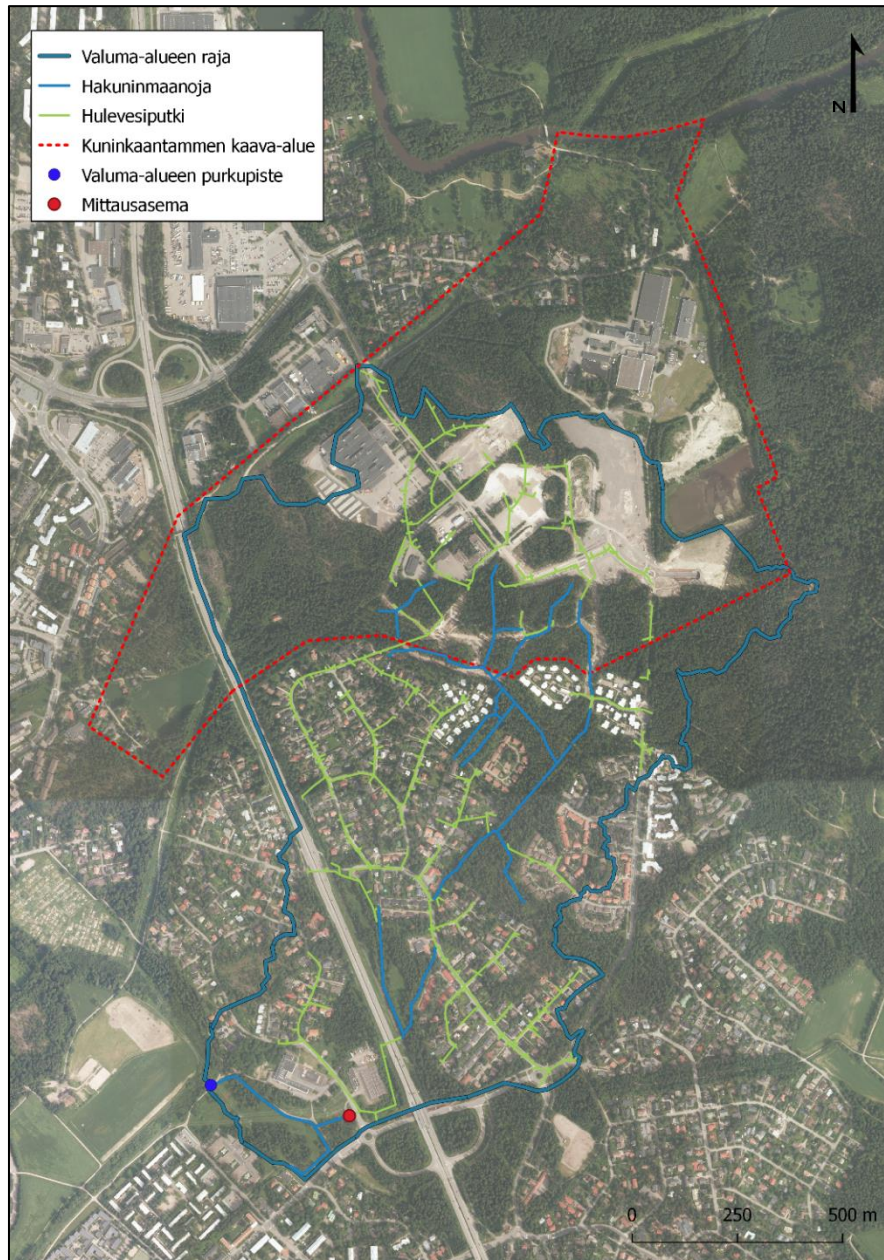 Valuma-alueen raja
Hakuninmaanoja
Hulevesiputki
Kuninkaantammen kaava-alue
Valuma-alueen purkupiste
Mittausasema
N
0 250 500 m